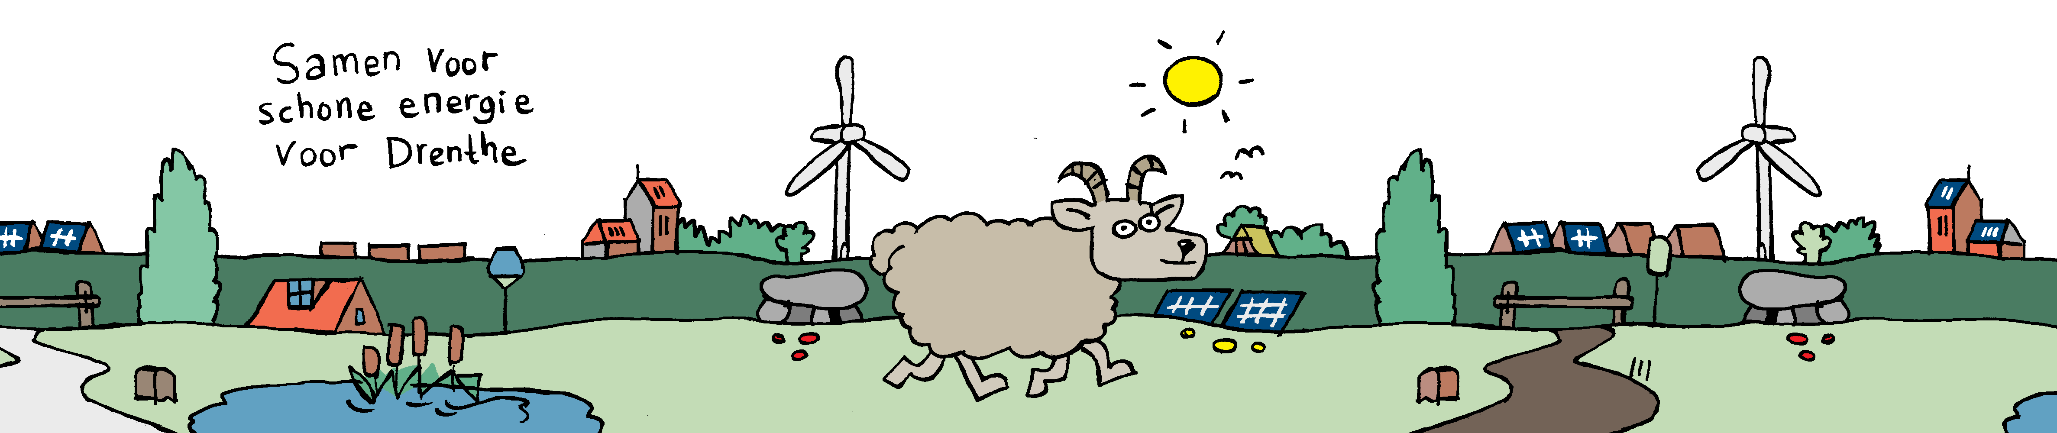 Samen voor
schone energie
voor Drenthe